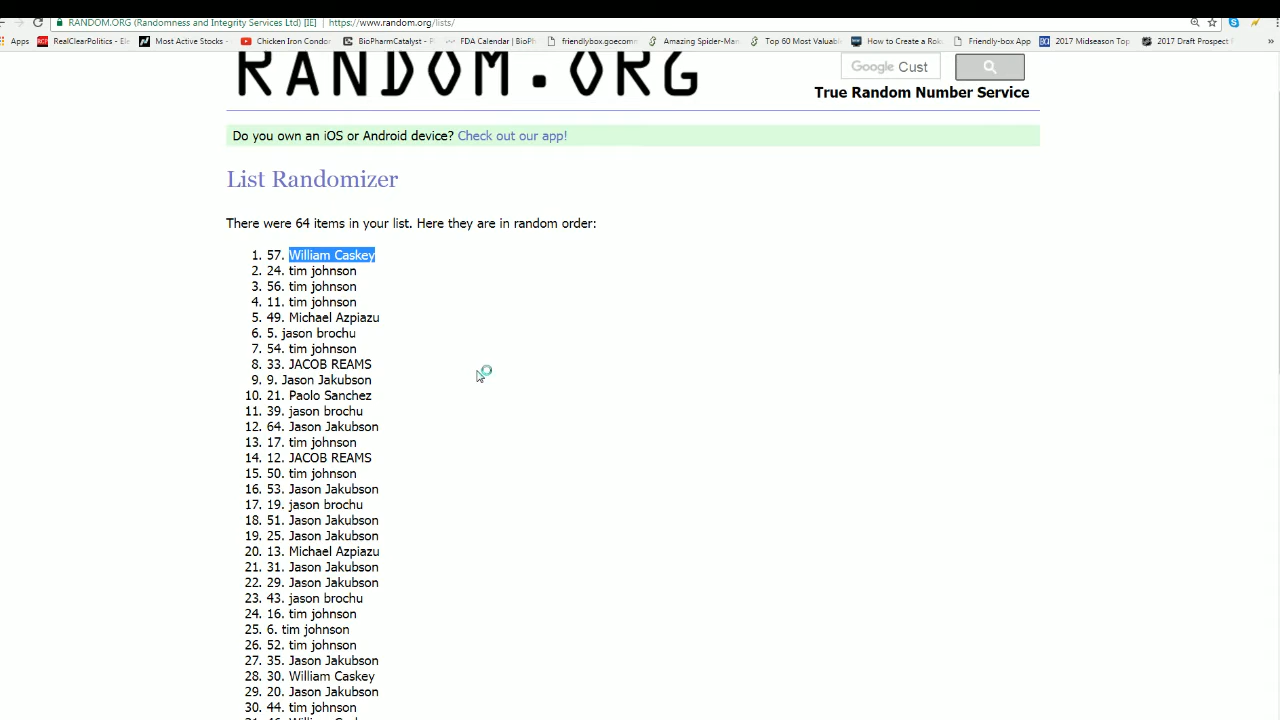 RANDOM.ORG (Randomness and Integrity Services Ltd) [IE] https://www.random.org/lists/
Apps RealClearPolitics - Ele Most Active Stocks - Chicken Iron Condor BioPharmCatalyst - P FDA Calendar | BioPh friendlybox.goecomm Amazing Spider-Man Top 60 Most Valuabl How to Create a Rok Friendly-box App 2017 Midseason Top 2017 Draft Prospect »
RANDOM.ORG
Google Cust
True Random Number Service
Do you own an iOS or Android device? Check out our app!
List Randomizer
There were 64 items in your list. Here they are in random order:
1. 57. William Caskey
2. 24. tim johnson
3. 56. tim johnson
4. 11. tim johnson
5. 49. Michael Azpiazu
6. 5. jason brochu
7. 54. tim johnson
8. 33. JACOB REAMS
9. 9. Jason Jakubson
10. 21. Paolo Sanchez
11. 39. jason brochu
12. 64. Jason Jakubson
13. 17. tim johnson
14. 12. JACOB REAMS
15. 50. tim johnson
16. 53. Jason Jakubson
17. 19. jason brochu
18. 51. Jason Jakubson
19. 25. Jason Jakubson
20. 13. Michael Azpiazu
21. 31. Jason Jakubson
22. 29. Jason Jakubson
23. 43. jason brochu
24. 16. tim johnson
25. 6. tim johnson
26. 52. tim johnson
27. 35. Jason Jakubson
28. 30. William Caskey
29. 20. Jason Jakubson
30. 44. tim johnson